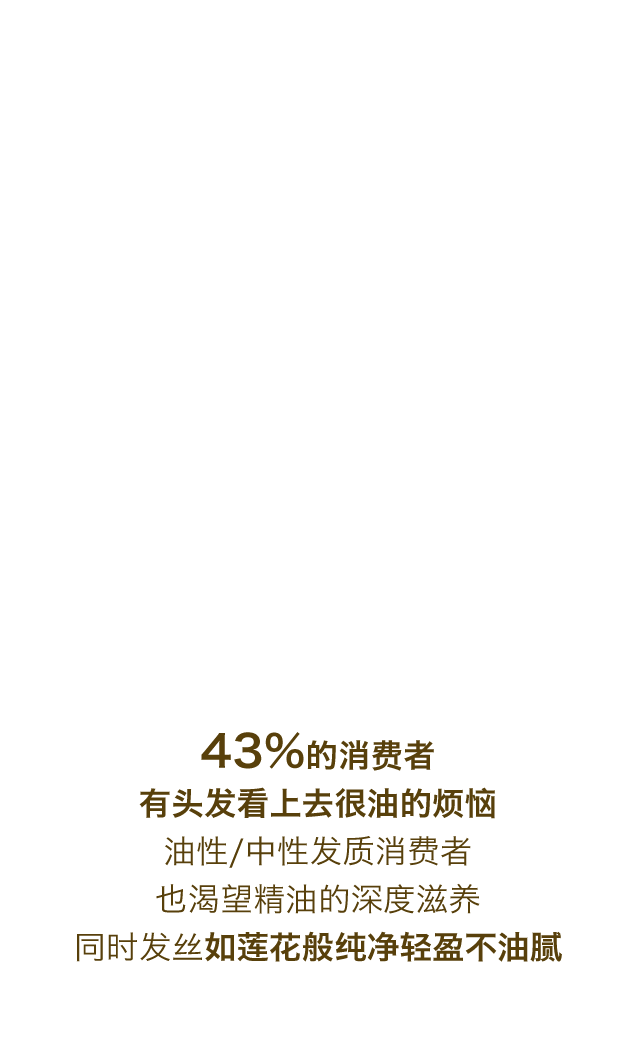 43%的消费者
有头发看上去很油的烦恼
油性/中性发质消费者
也渴望精油的深度滋养
同时发丝如莲花般纯净轻盈不油腻